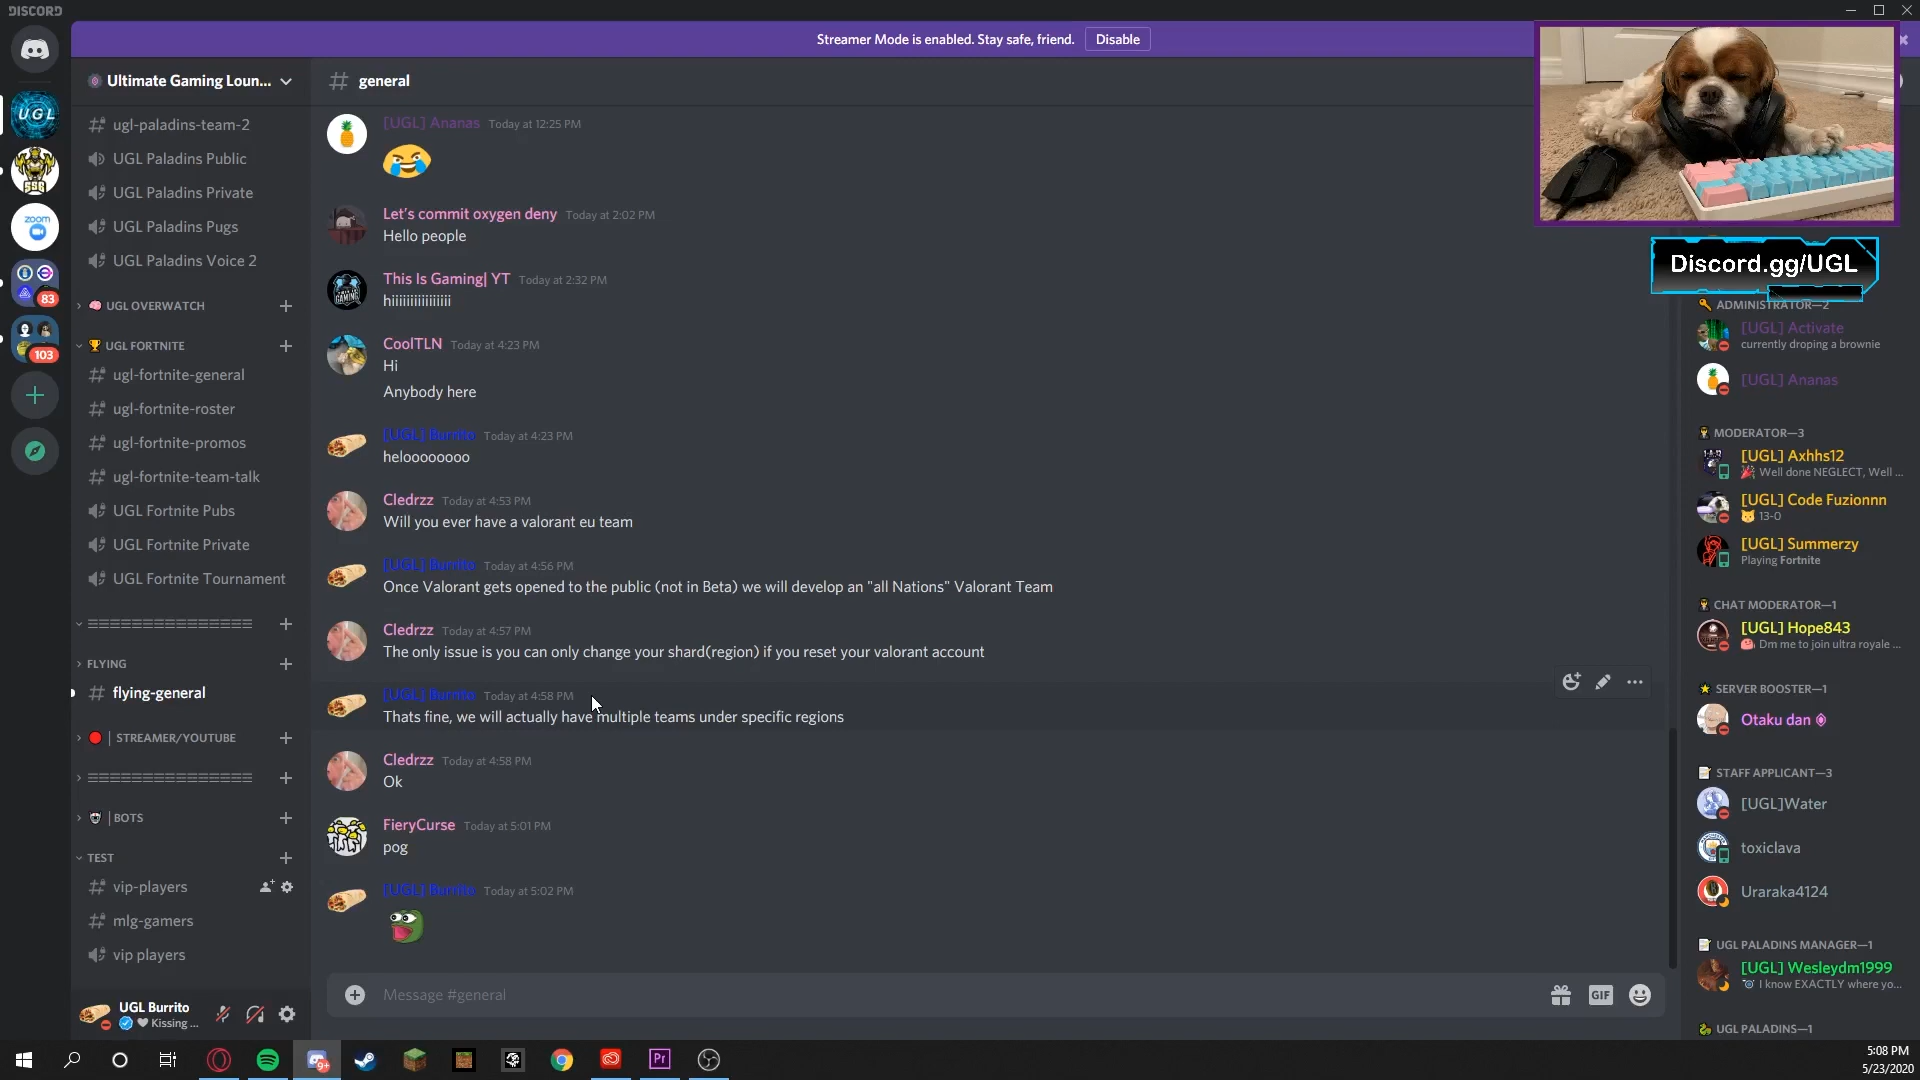 DISCORD
Streamer Mode is enabled. Stay safe, friend.
Disable
UGL
SSG
zoom
83
103
Ultimate Gaming Loun...
ugl-paladins-team-2
UGL Paladins Public
UGL Paladins Private
UGL Paladins Pugs
UGL Paladins Voice 2
UGL OVERWATCH
UGL FORTNITE
ugl-fortnite-general
ugl-fortnite-roster
ugl-fortnite-promos
ugl-fortnite-team-talk
UGL Fortnite Pubs
UGL Fortnite Private
UGL Fortnite Tournament
===============
FLYING
flying-general
| STREAMER/YOUTUBE
===============
| BOTS
TEST
vip-players
mlg-gamers
vip players
UGL Burrito
Kissing ...
# general
[UGL] Ananas Today at 12:25 PM
Let's commit oxygen deny Today at 2:02 PM
Hello people
This Is Gaming| YT Today at 2:32 PM
hiiiiiiiiiiiiiii
CoolTLN Today at 4:23 PM
Hi
Anybody here
[UGL] Burrito Today at 4:23 PM
heloooooooo
Cledrzz Today at 4:53 PM
Will you ever have a valorant eu team
[UGL] Burrito Today at 4:56 PM
Once Valorant gets opened to the public (not in Beta) we will develop an "all Nations" Valorant Team
Cledrzz Today at 4:57 PM
The only issue is you can only change your shard(region) if you reset your valorant account
[UGL] Burrito Today at 4:58 PM
Thats fine, we will actually have multiple teams under specific regions
Cledrzz Today at 4:58 PM
Ok
FieryCurse Today at 5:01 PM
pog
[UGL] Burrito Today at 5:02 PM
Message #general
GIF
Discord.gg/UGL
ADMINISTRATOR—2
[UGL] Activate
currently droping a brownie
[UGL] Ananas
MODERATOR—3
[UGL] Axhhs12
Well done NEGLECT, Well ...
[UGL] Code Fuzionnn
13-0
[UGL] Summerzy
Playing Fortnite
CHAT MODERATOR—1
[UGL] Hope843
Dm me to join ultra royale ...
SERVER BOOSTER—1
Otaku dan
STAFF APPLICANT—3
[UGL]Water
toxiclava
Uraraka4124
UGL PALADINS MANAGER—1
[UGL] Wesleydm1999
I know EXACTLY where yo...
UGL PALADINS—1
9+
Pr
5:08 PM
5/23/2020